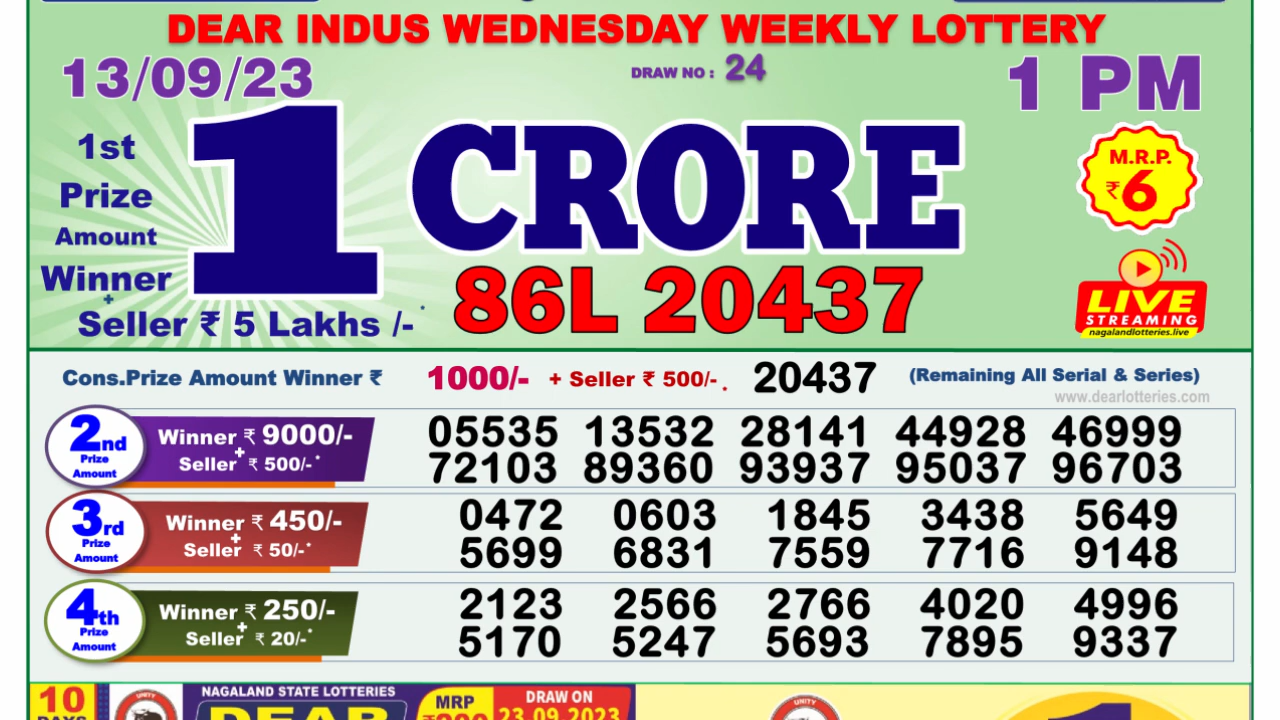 DEAR INDUS WEDNESDAY WEEKLY LOTTERY
13/09/23 DRAW NO : 24 1 PM
1st Prize Amount
1 CRORE
M.R.P. ₹6
Winner + Seller ₹ 5 Lakhs /- *
86L 20437
LIVE
STREAMING
nagalandlotteries.live
Cons.Prize Amount Winner ₹ 1000/- + Seller ₹ 500/- . 20437 (Remaining All Serial & Series)
www.dearlotteries.com
2nd Prize Amount
Winner ₹ 9000/-
+
Seller ₹ 500/-*
05535 13532 28141 44928 46999
72103 89360 93937 95037 96703
3rd Prize Amount
Winner ₹ 450/-
+
Seller ₹ 50/-*
0472 0603 1845 3438 5649
5699 6831 7559 7716 9148
4th Prize Amount
Winner ₹ 250/-
+
Seller ₹ 20/-*
2123 2566 2766 4020 4996
5170 5247 5693 7895 9337
10
DAYS
UNITY
NAGALAND STATE LOTTERIES
DEAR
MRP
DRAW ON
23.09.2023
UNITY
1